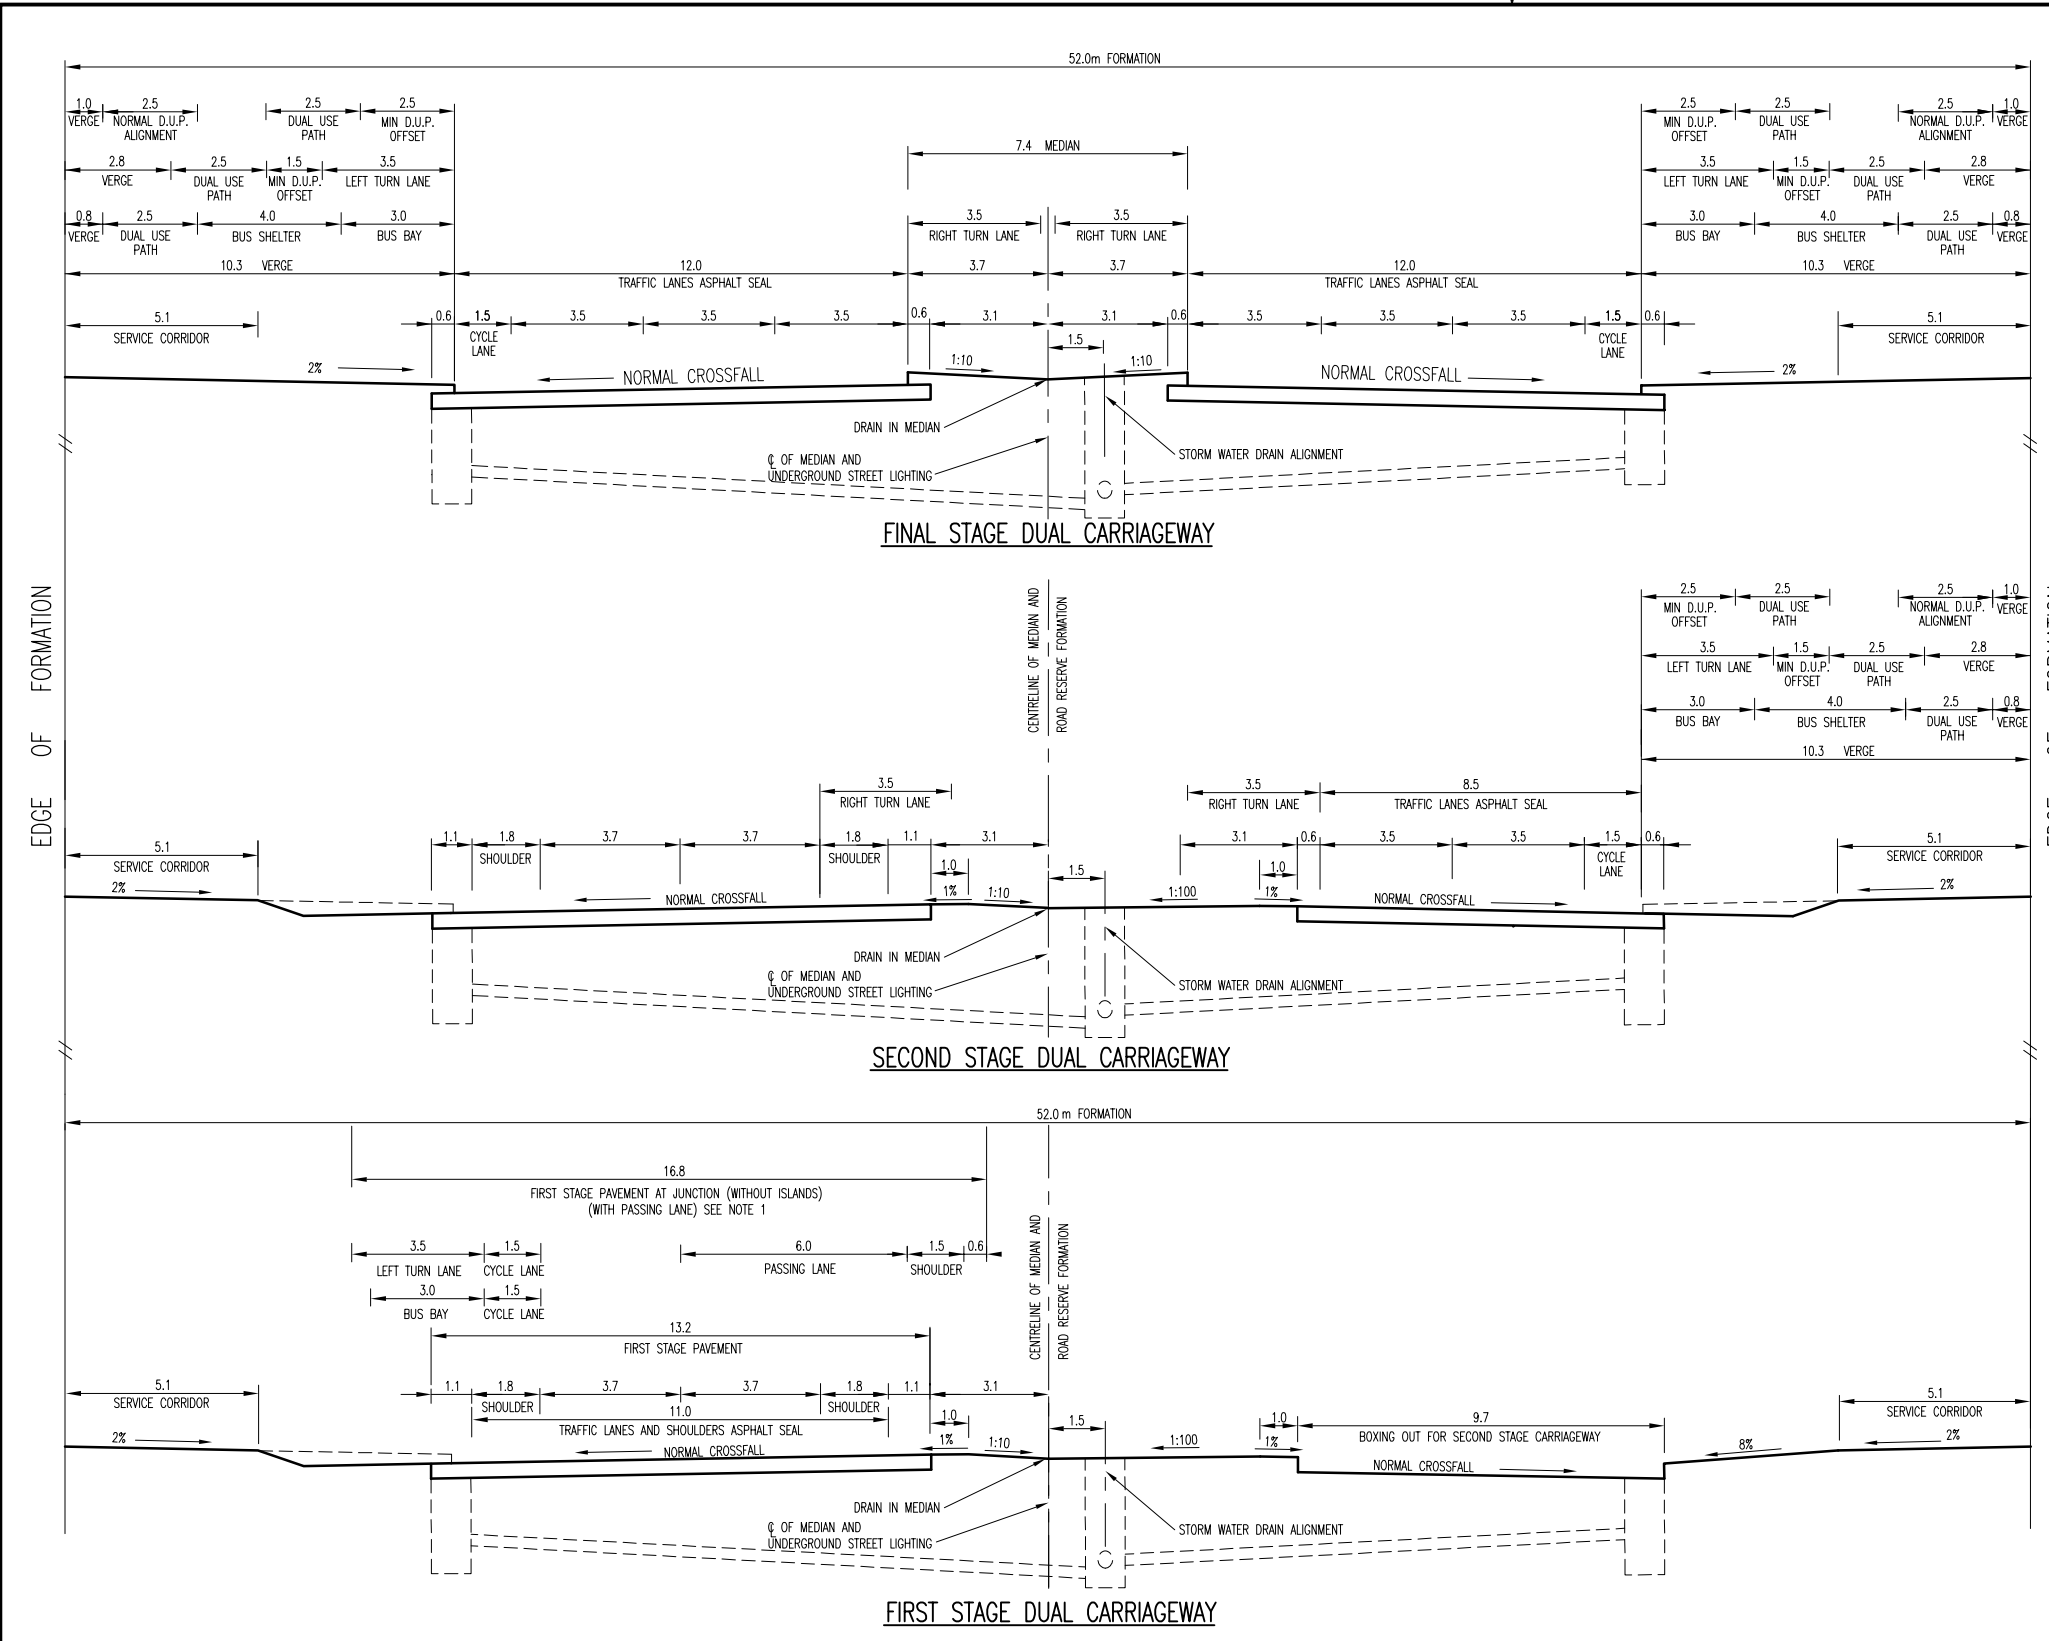 52.0m FORMATION
1.0 2.5 2.5 2.5 2.5 2.5 2.5 1.0
VERGE NORMAL D.U.P. ALIGNMENT DUAL USE PATH MIN D.U.P. OFFSET MIN D.U.P. OFFSET DUAL USE PATH NORMAL D.U.P. ALIGNMENT VERGE
7.4 MEDIAN
2.8 2.5 1.5 3.5 3.5 1.5 2.5 2.8
VERGE DUAL USE PATH MIN D.U.P. OFFSET LEFT TURN LANE LEFT TURN LANE MIN D.U.P. OFFSET DUAL USE PATH VERGE
0.8 2.5 4.0 3.0 3.5 3.5 3.0 4.0 2.5 0.8
VERGE DUAL USE PATH BUS SHELTER BUS BAY RIGHT TURN LANE RIGHT TURN LANE BUS BAY BUS SHELTER DUAL USE PATH VERGE
10.3 VERGE 12.0 3.7 3.7 12.0 10.3 VERGE
TRAFFIC LANES ASPHALT SEAL TRAFFIC LANES ASPHALT SEAL
5.1 0.6 1.5 3.5 3.5 3.5 0.6 3.1 3.1 0.6 3.5 3.5 3.5 1.5 0.6 5.1
SERVICE CORRIDOR CYCLE LANE 1.5 CYCLE LANE SERVICE CORRIDOR
2% NORMAL CROSSFALL 1:10 1:10 NORMAL CROSSFALL 2%
DRAIN IN MEDIAN
℄ OF MEDIAN AND
UNDERGROUND STREET LIGHTING
STORM WATER DRAIN ALIGNMENT
FINAL STAGE DUAL CARRIAGEWAY
EDGE OF FORMATION
CENTRELINE OF MEDIAN AND
ROAD RESERVE FORMATION
2.5 2.5 2.5 1.0
MIN D.U.P. OFFSET DUAL USE PATH NORMAL D.U.P. ALIGNMENT VERGE
3.5 1.5 2.5 2.8
LEFT TURN LANE MIN D.U.P. OFFSET DUAL USE PATH VERGE
3.0 4.0 2.5 0.8
BUS BAY BUS SHELTER DUAL USE PATH VERGE
10.3 VERGE
3.5 3.5 8.5
RIGHT TURN LANE RIGHT TURN LANE TRAFFIC LANES ASPHALT SEAL
5.1 1.1 1.8 3.7 3.7 1.8 1.1 3.1 3.1 0.6 3.5 3.5 1.5 0.6 5.1
SERVICE CORRIDOR SHOULDER SHOULDER CYCLE LANE SERVICE CORRIDOR
1.0 1.5 1.0
2% NORMAL CROSSFALL 1% 1:10 1:100 1% NORMAL CROSSFALL 2%
DRAIN IN MEDIAN
℄ OF MEDIAN AND
UNDERGROUND STREET LIGHTING
STORM WATER DRAIN ALIGNMENT
SECOND STAGE DUAL CARRIAGEWAY
52.0 m FORMATION
16.8
FIRST STAGE PAVEMENT AT JUNCTION (WITHOUT ISLANDS)
(WITH PASSING LANE) SEE NOTE 1
CENTRELINE OF MEDIAN AND
ROAD RESERVE FORMATION
3.5 1.5 6.0 1.5 0.6
LEFT TURN LANE CYCLE LANE PASSING LANE SHOULDER
3.0 1.5
BUS BAY CYCLE LANE
13.2
FIRST STAGE PAVEMENT
5.1 1.1 1.8 3.7 3.7 1.8 1.1 3.1 5.1
SERVICE CORRIDOR SHOULDER SHOULDER SERVICE CORRIDOR
11.0 1.0 1.5 1.0 9.7
TRAFFIC LANES AND SHOULDERS ASPHALT SEAL BOXING OUT FOR SECOND STAGE CARRIAGEWAY
2% NORMAL CROSSFALL 1% 1:10 1:100 1% NORMAL CROSSFALL 8% 2%
DRAIN IN MEDIAN
℄ OF MEDIAN AND
UNDERGROUND STREET LIGHTING
STORM WATER DRAIN ALIGNMENT
FIRST STAGE DUAL CARRIAGEWAY